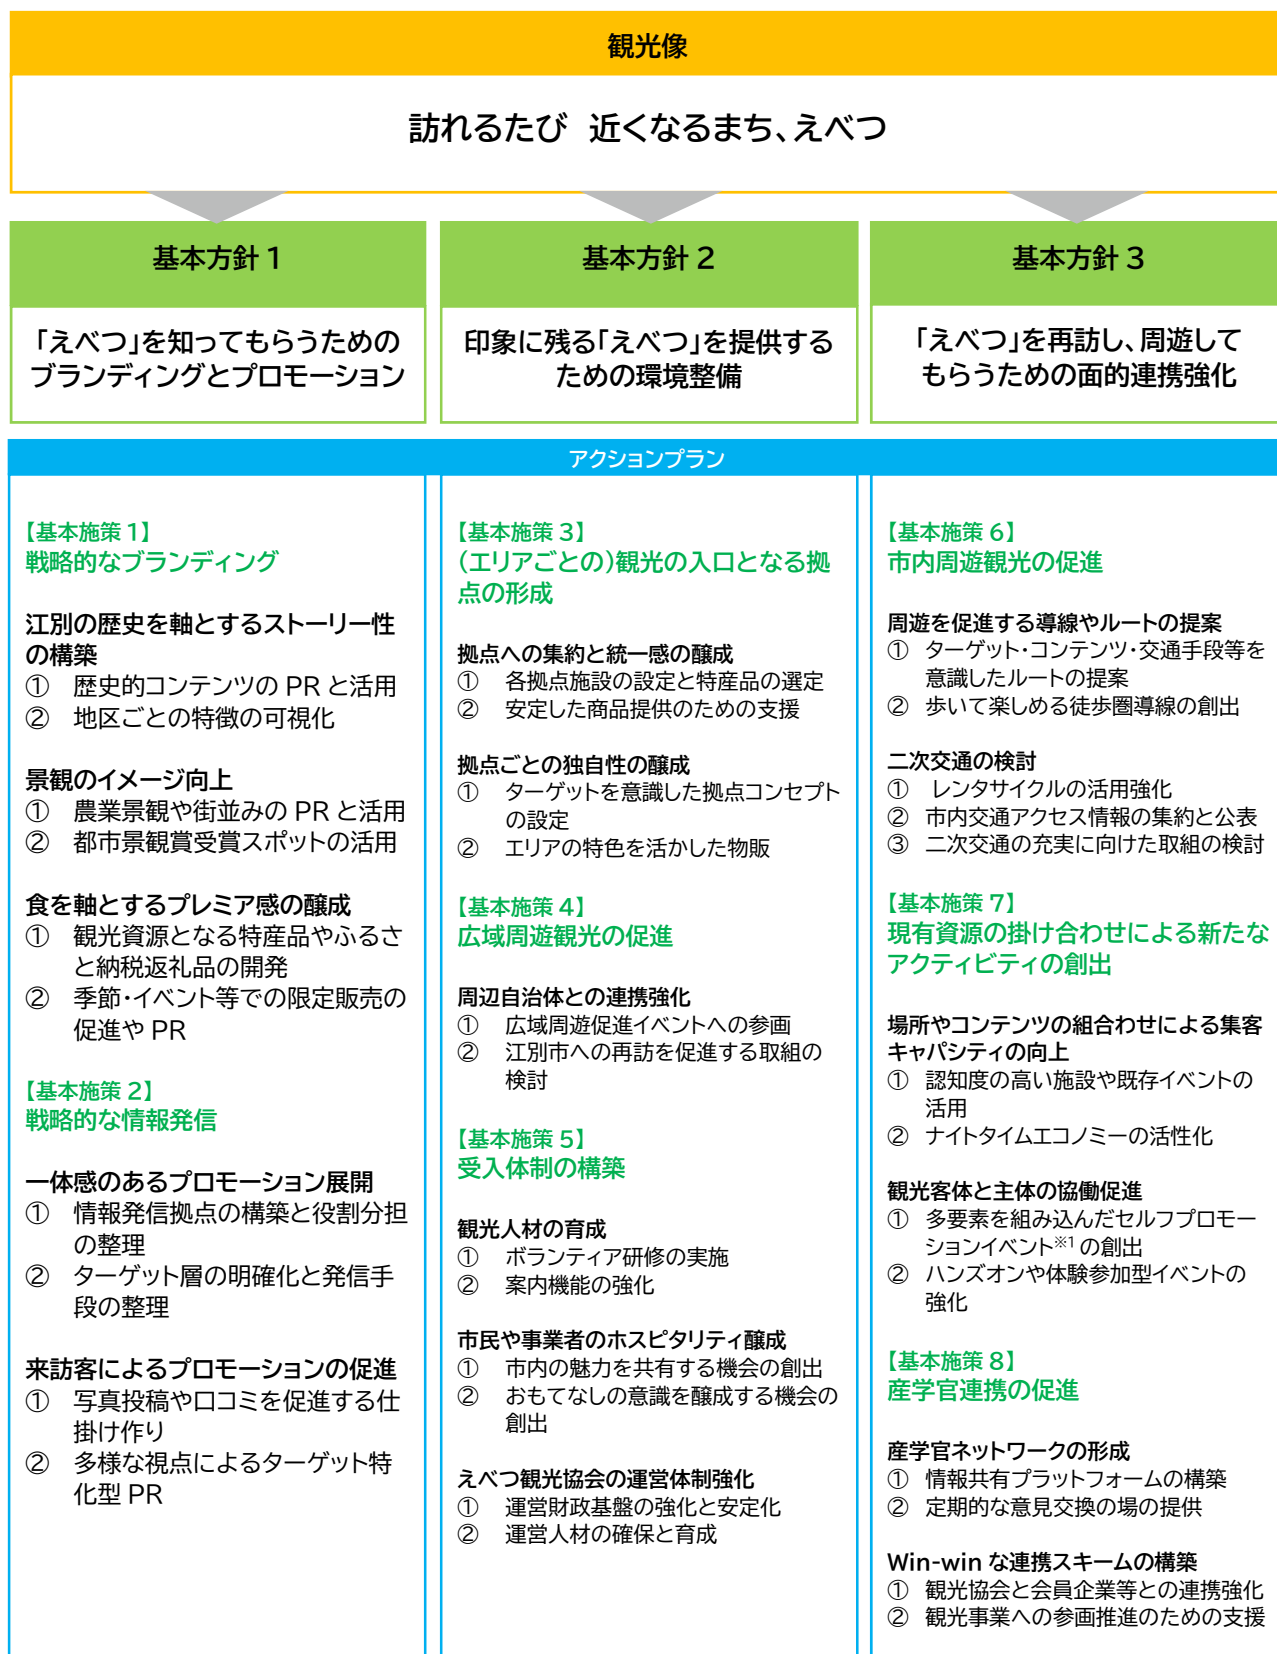 観光像
訪れるたび 近くなるまち、えべつ
基本方針 1
「えべつ」を知ってもらうための
ブランディングとプロモーション
基本方針 2
印象に残る「えべつ」を提供する
ための環境整備
基本方針 3
「えべつ」を再訪し、周遊して
もらうための面的連携強化
アクションプラン
【基本施策 1】
戦略的なブランディング
江別の歴史を軸とするストーリー性
の構築
① 歴史的コンテンツの PR と活用
② 地区ごとの特徴の可視化
景観のイメージ向上
① 農業景観や街並みの PR と活用
② 都市景観賞受賞スポットの活用
食を軸とするプレミア感の醸成
① 観光資源となる特産品やふるさ
と納税返礼品の開発
② 季節・イベント等での限定販売の
促進や PR
【基本施策 2】
戦略的な情報発信
一体感のあるプロモーション展開
① 情報発信拠点の構築と役割分担
の整理
② ターゲット層の明確化と発信手
段の整理
来訪客によるプロモーションの促進
① 写真投稿や口コミを促進する仕
掛け作り
② 多様な視点によるターゲット特
化型 PR
【基本施策 3】
(エリアごとの)観光の入口となる拠
点の形成
拠点への集約と統一感の醸成
① 各拠点施設の設定と特産品の選定
② 安定した商品提供のための支援
拠点ごとの独自性の醸成
① ターゲットを意識した拠点コンセプト
の設定
② エリアの特色を活かした物販
【基本施策 4】
広域周遊観光の促進
周辺自治体との連携強化
① 広域周遊促進イベントへの参画
② 江別市への再訪を促進する取組の
検討
【基本施策 5】
受入体制の構築
観光人材の育成
① ボランティア研修の実施
② 案内機能の強化
市民や事業者のホスピタリティ醸成
① 市内の魅力を共有する機会の創出
② おもてなしの意識を醸成する機会の
創出
えべつ観光協会の運営体制強化
① 運営財政基盤の強化と安定化
② 運営人材の確保と育成
【基本施策 6】
市内周遊観光の促進
周遊を促進する導線やルートの提案
① ターゲット・コンテンツ・交通手段等を
意識したルートの提案
② 歩いて楽しめる徒歩圏導線の創出
二次交通の検討
① レンタサイクルの活用強化
② 市内交通アクセス情報の集約と公表
③ 二次交通の充実に向けた取組の検討
【基本施策 7】
現有資源の掛け合わせによる新たな
アクティビティの創出
場所やコンテンツの組合わせによる集客
キャパシティの向上
① 認知度の高い施設や既存イベントの
活用
② ナイトタイムエコノミーの活性化
観光客体と主体の協働促進
① 多要素を組み込んだセルフプロモー
ションイベント※1 の創出
② ハンズオンや体験参加型イベントの
強化
【基本施策 8】
産学官連携の促進
産学官ネットワークの形成
① 情報共有プラットフォームの構築
② 定期的な意見交換の場の提供
Win-win な連携スキームの構築
① 観光協会と会員企業等との連携強化
② 観光事業への参画推進のための支援